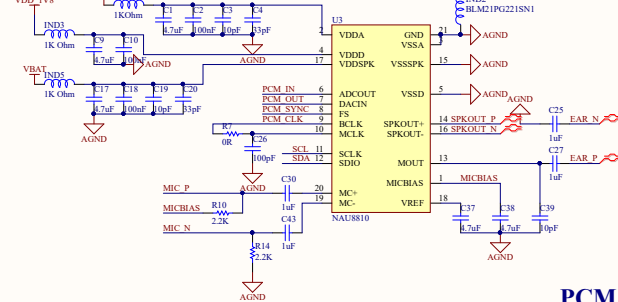 VDD_1V8
IND3
1K Ohm
1KOhm
C1
4.7uF
C2
100nF
C3
10pF
C4
33pF
AGND
C9
4.7uF
C10
100nF
AGND
VBAT
IND5
1K Ohm
C17
4.7uF
C18
100nF
C19
10pF
C20
33pF
AGND
PCM_IN
PCM_OUT
PCM_SYNC
PCM_CLK
R7
0R
C26
100pF
AGND
SCL
SDA
MIC_P
MICBIAS
MIC_N
R10
2.2K
C30
1uF
C43
1uF
R14
2.2K
AGND
U3
2 VDDA
4 VDDD
17 VDDSPK
6 ADCOUT
7 DACIN
8 FS
9 BCLK
10 MCLK
11 SCLK
12 SDIO
20 MC+
19 MC-
NAU8810
GND 21
VSSA 3
VSSSPK 15
VSSD 5
SPKOUT+ 14
SPKOUT- 16
MOUT 13
MICBIAS 1
VREF 18
BLM21PG221SN1
AGND
AGND
AGND
AGND
SPKOUT_P
SPKOUT_N
C25
1uF
EAR_N
C27
1uF
EAR_P
MICBIAS
C37
4.7uF
C38
4.7uF
C39
10pF
AGND
PCM